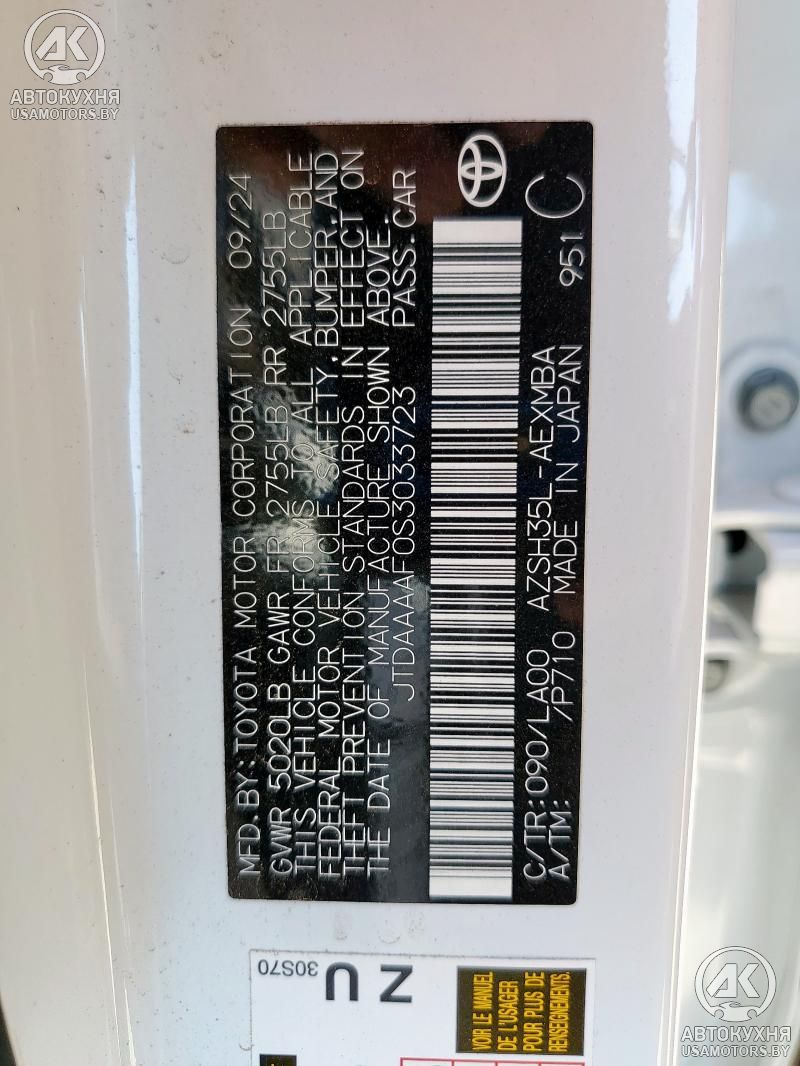 AK
АВТОКУХНЯ
USAMOTORS.BY
MFD. BY: TOYOTA MOTOR CORPORATION 09/24
GVWR 5020LB GAWR FR 2755LB RR 2755LB
THIS VEHICLE CONFORMS TO ALL APPLICABLE
FEDERAL MOTOR VEHICLE SAFETY, BUMPER, AND
THEFT PREVENTION STANDARDS IN EFFECT ON
THE DATE OF MANUFACTURE SHOWN ABOVE.
JTDAAAAF0S3033723 PASS. CAR
C/TR: 090/LA00 AZSH35L-AEXMBA 951 C
A/TM: /P710 MADE IN JAPAN
30S70
Z U
VOIR LE MANUEL
DE L'USAGER
POUR PLUS DE
RENSEIGNEMENTS.
AK
АВТОКУХНЯ
USAMOTORS.BY